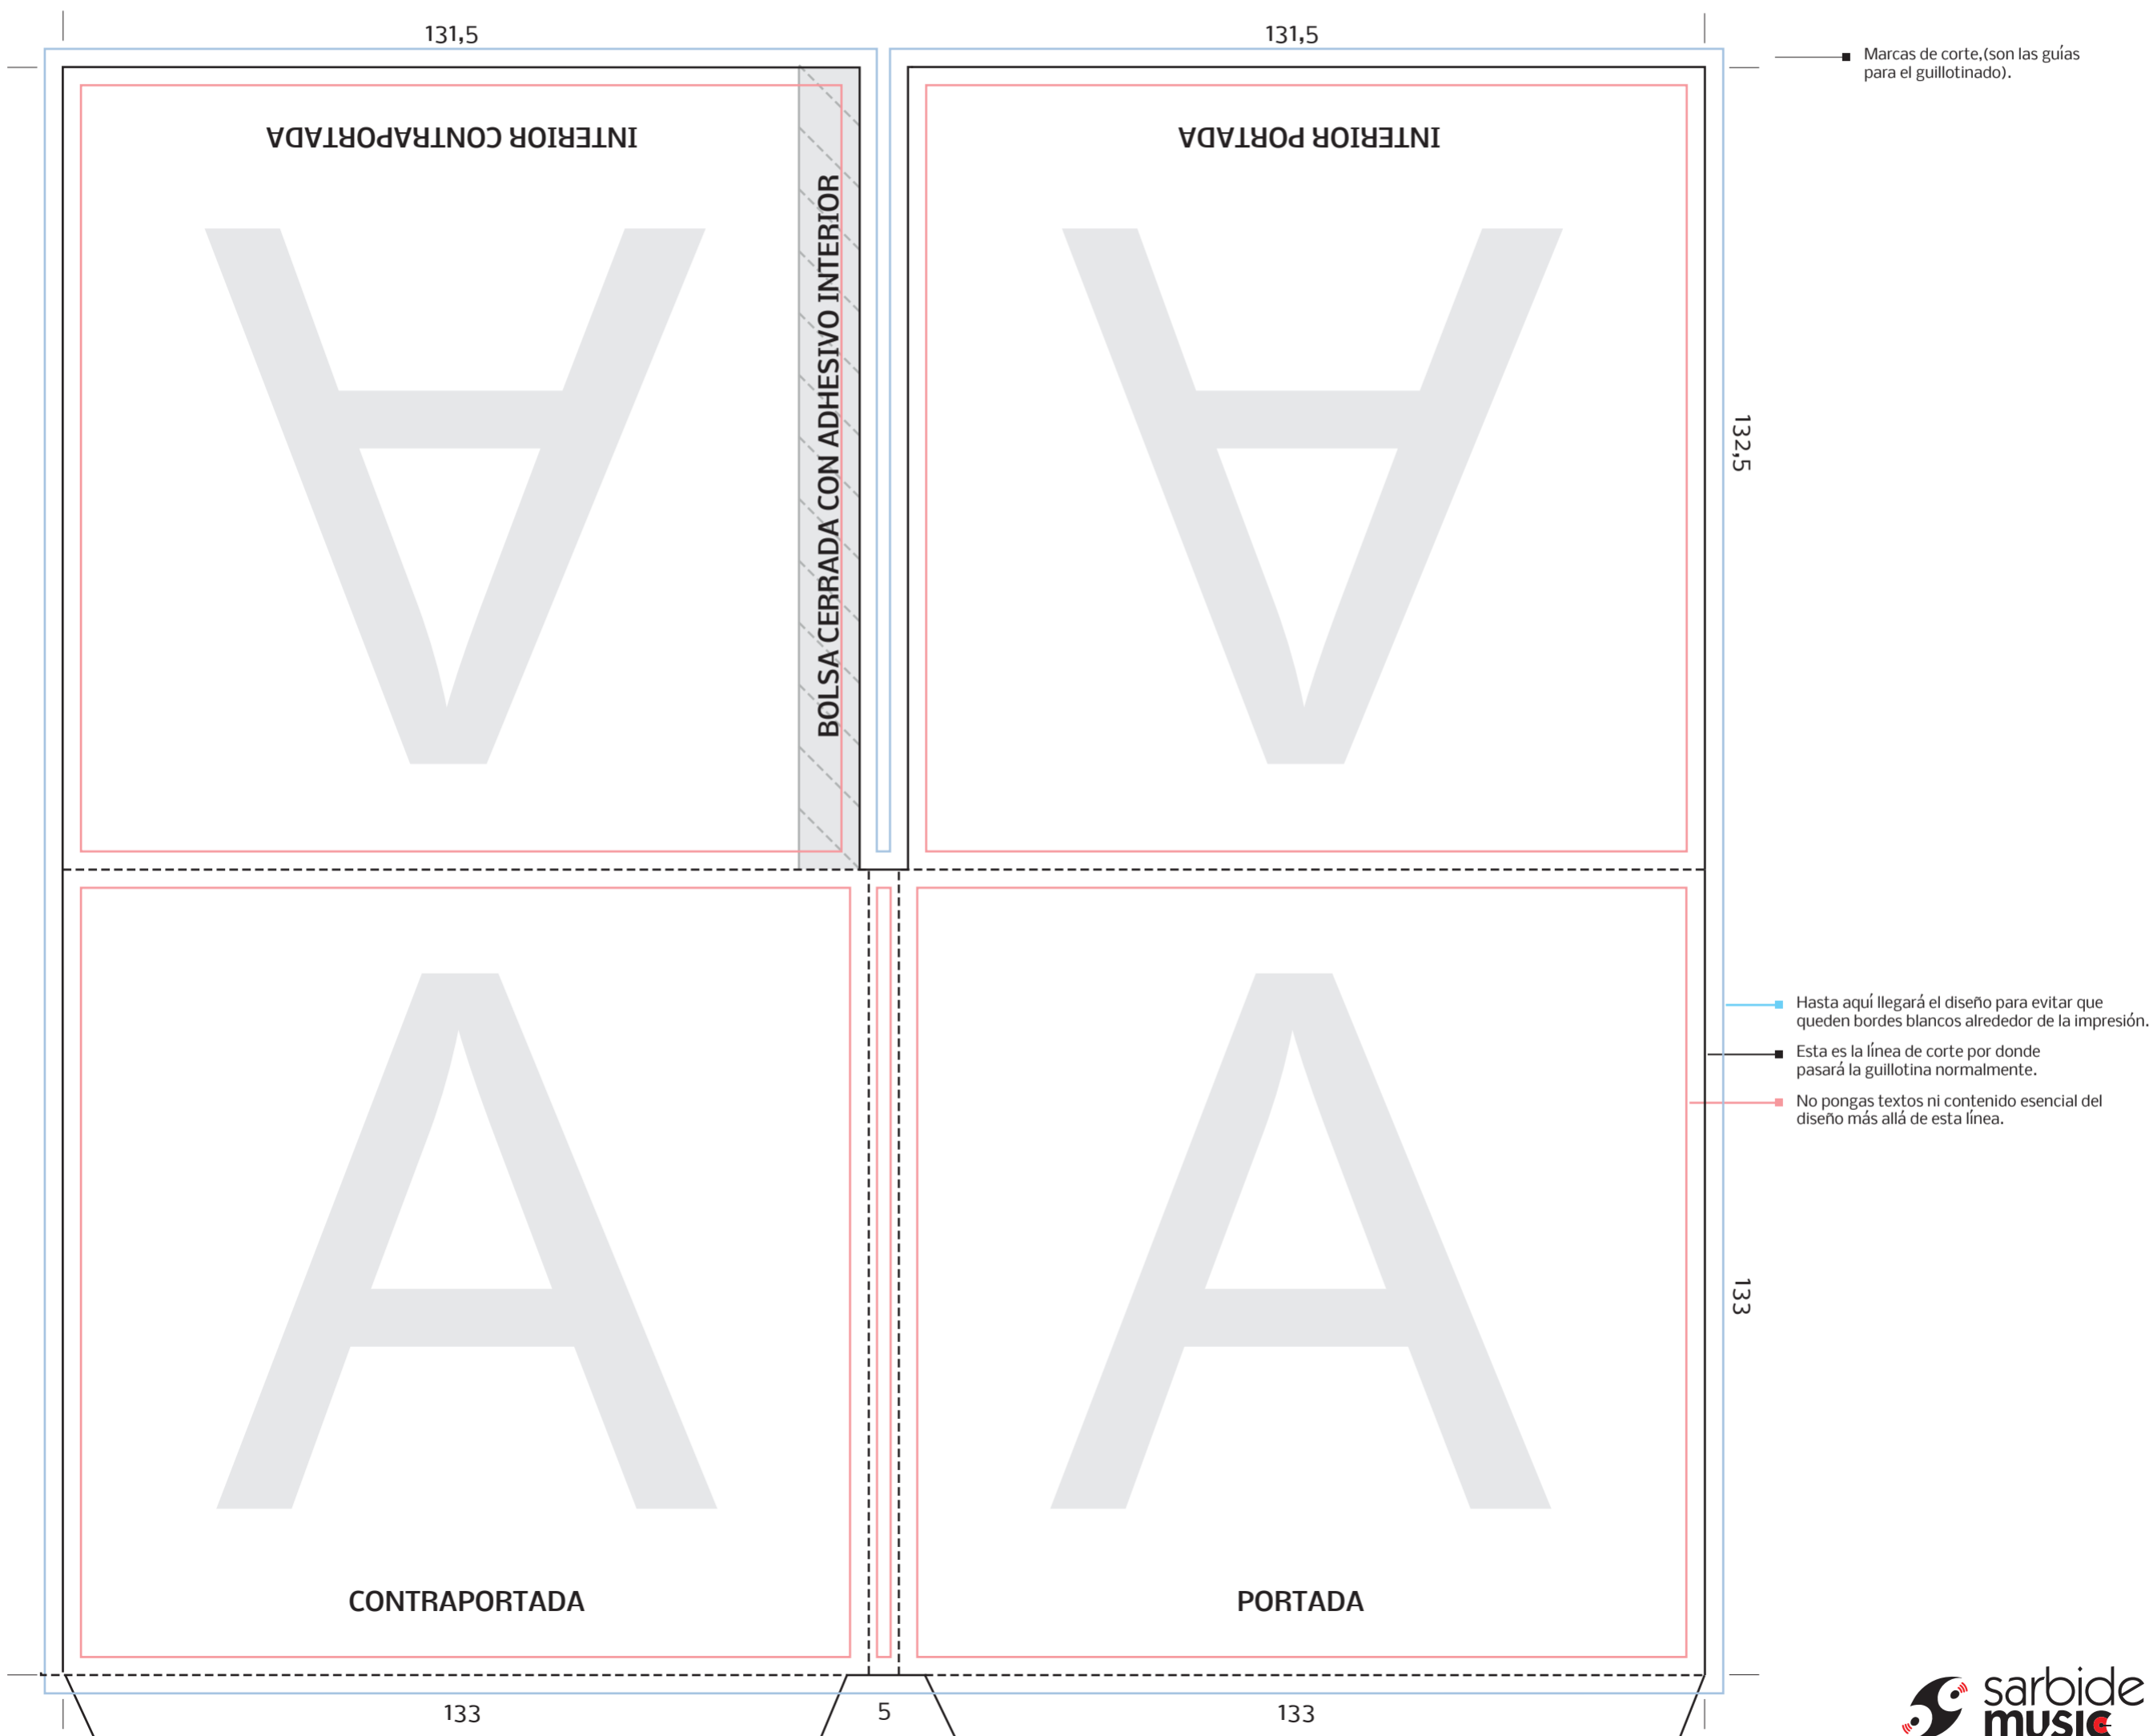 131,5
131,5
Marcas de corte,(son las guías
para el guillotinado).
INTERIOR CONTRAPORTADA
INTERIOR PORTADA
BOLSA CERRADA CON ADHESIVO INTERIOR
A
A
132,5
Hasta aquí llegará el diseño para evitar que
queden bordes blancos alrededor de la impresión.
Esta es la línea de corte por donde
pasará la guillotina normalmente.
No pongas textos ni contenido esencial del
diseño más allá de esta línea.
A
A
133
CONTRAPORTADA
PORTADA
133
5
133
sarbide
music